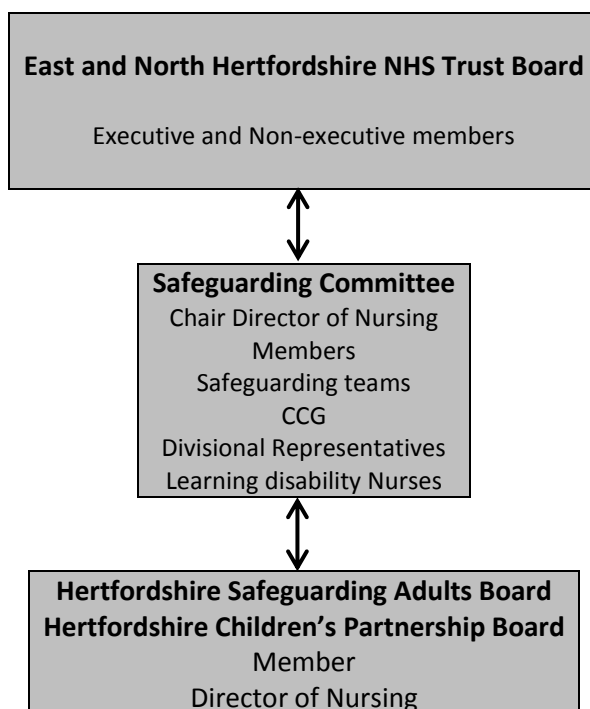 East and North Hertfordshire NHS Trust Board
Executive and Non-executive members
Safeguarding Committee
Chair Director of Nursing
Members
Safeguarding teams
CCG
Divisional Representatives
Learning disability Nurses
Hertfordshire Safeguarding Adults Board
Hertfordshire Children’s Partnership Board
Member
Director of Nursing